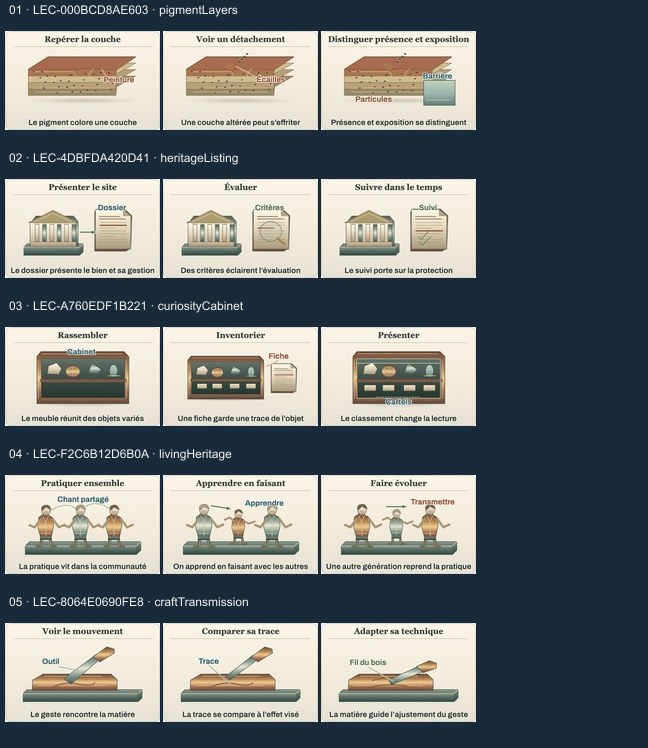 01 · LEC-000BCD8AE603 · pigmentLayers
Repérer la couche
Peinture
Le pigment colore une couche
Voir un détachement
Écailles
Une couche altérée peut s'effriter
Distinguer présence et exposition
Barrière
Particules
Présence et exposition se distinguent
02 · LEC-4DBFDA420D41 · heritageListing
Présenter le site
Dossier
Le dossier présente le bien et sa gestion
Évaluer
Critères
Des critères éclairent l'évaluation
Suivre dans le temps
Suivi
Le suivi porte sur la protection
03 · LEC-A760EDF1B221 · curiosityCabinet
Rassembler
Cabinet
Le meuble réunit des objets variés
Inventorier
Fiche
Une fiche garde une trace de l'objet
Présenter
Cartels
Le classement change la lecture
04 · LEC-F2C6B12D6B0A · livingHeritage
Pratiquer ensemble
Chant partagé
La pratique vit dans la communauté
Apprendre en faisant
Apprendre
On apprend en faisant avec les autres
Faire évoluer
Transmettre
Une autre génération reprend la pratique
05 · LEC-8064E0690FE8 · craftTransmission
Voir le mouvement
Outil
Le geste rencontre la matière
Comparer sa trace
Trace
La trace se compare à l'effet visé
Adapter sa technique
Fil du bois
La matière guide l'ajustement du geste